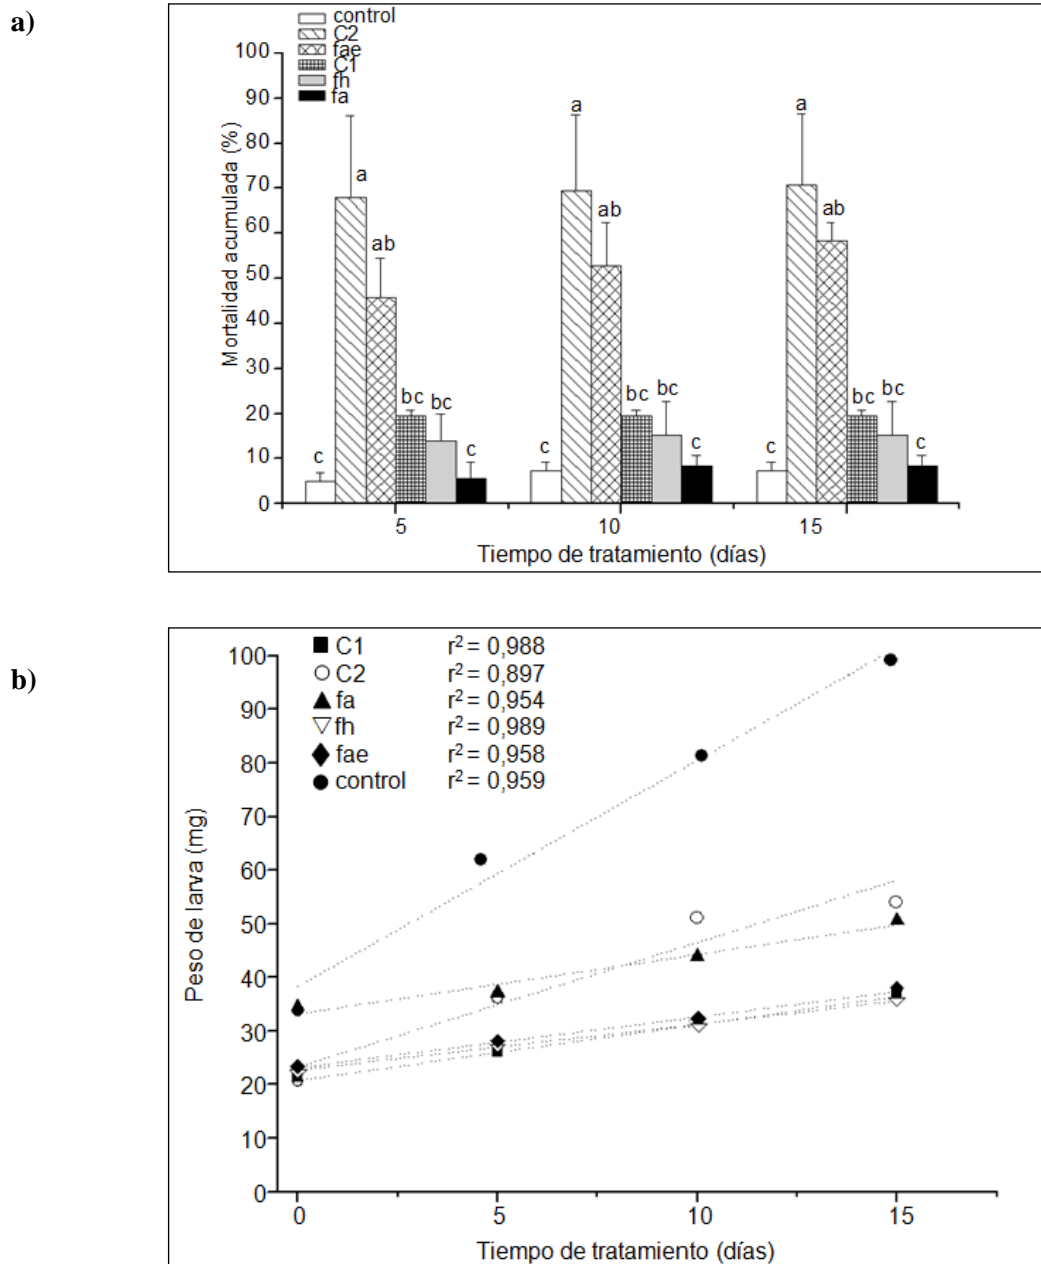 a)
control
C2
fae
C1
fh
fa
Mortalidad acumulada (%)
100
90
80
70
60
50
40
30
20
10
0
c
a
ab
bc
bc
c
c
a
ab
bc
bc
c
c
a
ab
bc
bc
c
5
10
15
Tiempo de tratamiento (días)
b)
C1 r² = 0,988
C2 r² = 0,897
fa r² = 0,954
fh r² = 0,989
fae r² = 0,958
control r² = 0,959
Peso de larva (mg)
100
90
80
70
60
50
40
30
20
10
0
0
5
10
15
Tiempo de tratamiento (días)